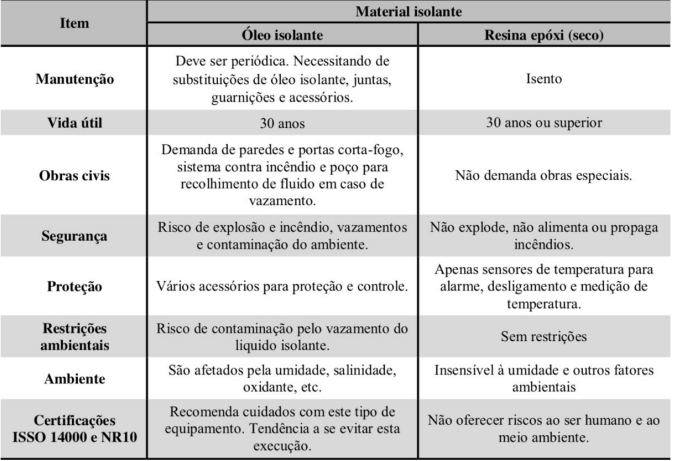 Item
Material isolante
Óleo isolante
Resina epóxi (seco)
Manutenção
Deve ser periódica. Necessitando de
substituições de óleo isolante, juntas,
guarnições e acessórios.
Isento
Vida útil
30 anos
30 anos ou superior
Obras civis
Demanda de paredes e portas corta-fogo,
sistema contra incêndio e poço para
recolhimento de fluido em caso de
vazamento.
Não demanda obras especiais.
Segurança
Risco de explosão e incêndio, vazamentos
e contaminação do ambiente.
Não explode, não alimenta ou propaga
incêndios.
Proteção
Vários acessórios para proteção e controle.
Apenas sensores de temperatura para
alarme, desligamento e medição de
temperatura.
Restrições
ambientais
Risco de contaminação pelo vazamento do
liquido isolante.
Sem restrições
Ambiente
São afetados pela umidade, salinidade,
oxidante, etc.
Insensível à umidade e outros fatores
ambientais
Certificações
ISSO 14000 e NR10
Recomenda cuidados com este tipo de
equipamento. Tendência a se evitar esta
execução.
Não oferecer riscos ao ser humano e ao
meio ambiente.